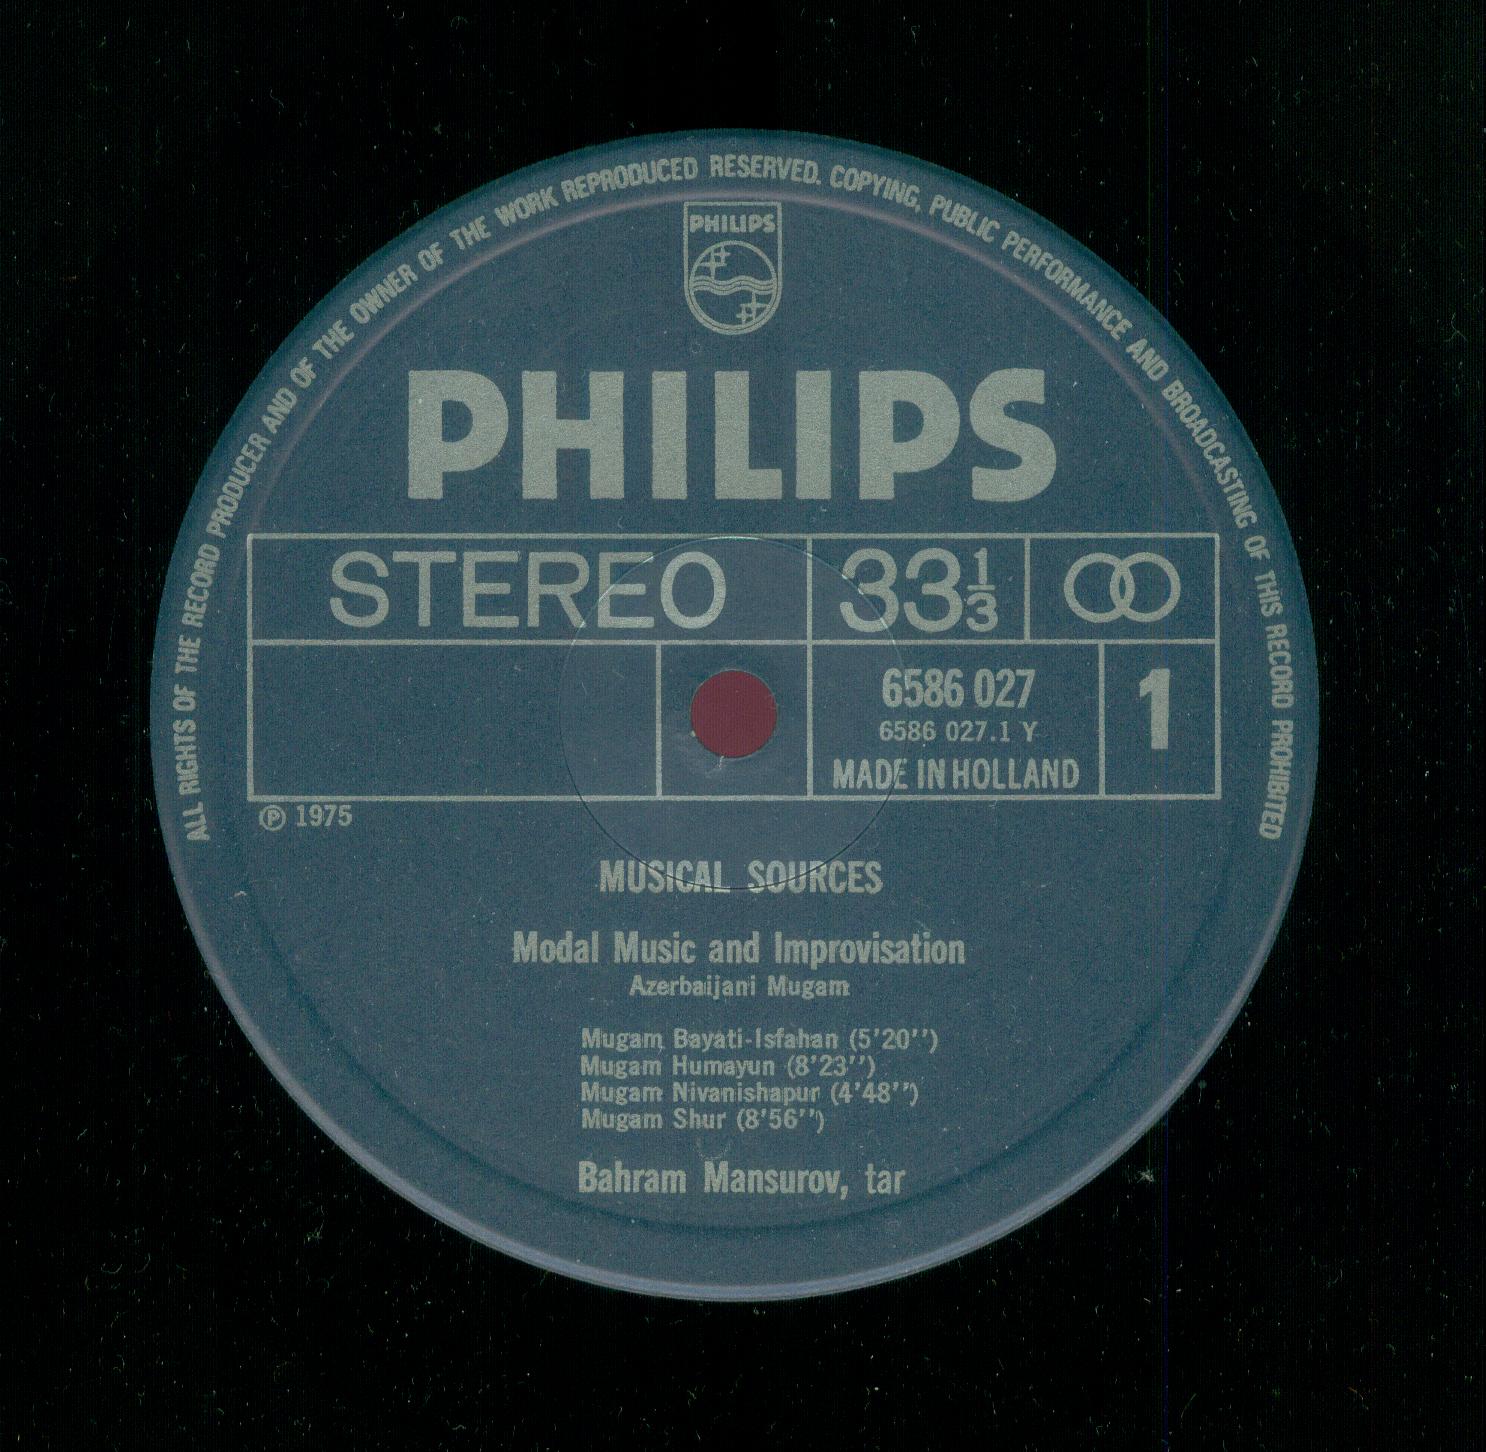 ALL RIGHTS OF THE RECORD PRODUCER AND OF THE OWNER OF THE WORK REPRODUCED RESERVED. COPYING, PUBLIC PERFORMANCE AND BROADCASTING OF THIS RECORD PROHIBITED
PHILIPS
PHILIPS
STEREO
33 1/3
6586 027
6586 027.1 Y
MADE IN HOLLAND
1
Ⓟ 1975
MUSICAL SOURCES
Modal Music and Improvisation
Azerbaijani Mugam
Mugam Bayati-Isfahan (5'20'')
Mugam Humayun (8'23'')
Mugam Nivanishapur (4'48'')
Mugam Shur (8'56'')
Bahram Mansurov, tar